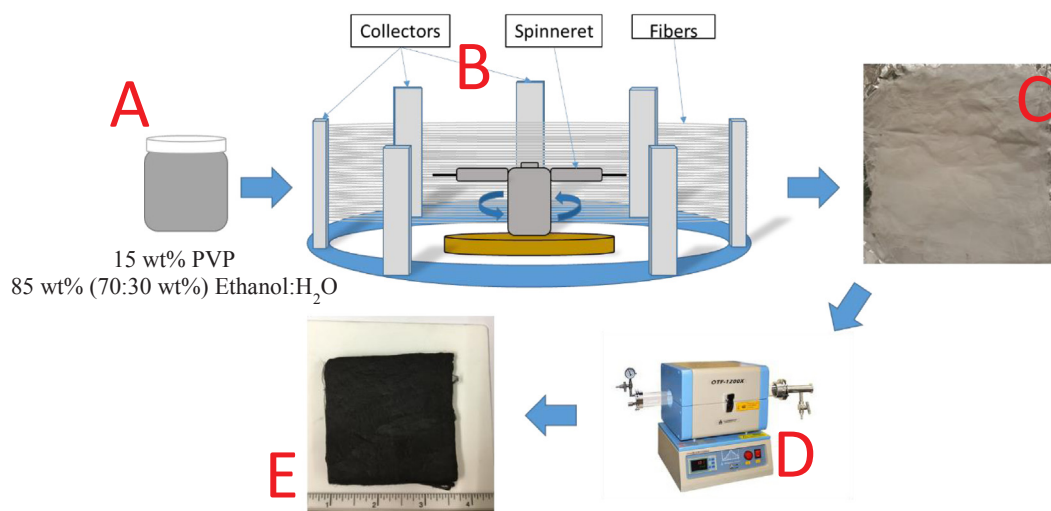 Collectors
Spinneret
Fibers
A
B
C
15 wt% PVP
85 wt% (70:30 wt%) Ethanol:H₂O
OTF-1200X
D
E
1 2 3 4